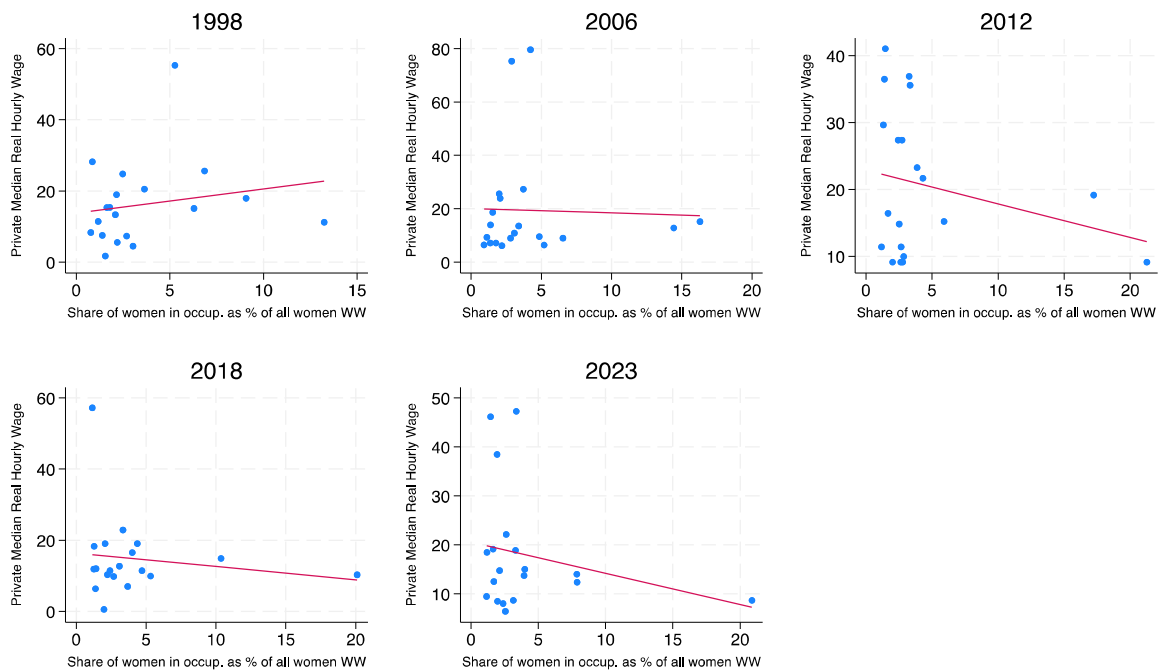 1998
Private Median Real Hourly Wage
60
40
20
0
0 5 10 15
Share of women in occup. as % of all women WW
2006
Private Median Real Hourly Wage
80
60
40
20
0
0 5 10 15
Share of women in occup. as % of all women WW
2012
Private Median Real Hourly Wage
40
30
20
10
0 5 10 15 20
Share of women in occup. as % of all women WW
2018
Private Median Real Hourly Wage
60
40
20
0
0 5 10 15 20
Share of women in occup. as % of all women WW
2023
Private Median Real Hourly Wage
50
40
30
20
10
0 5 10 15 20
Share of women in occup. as % of all women WW